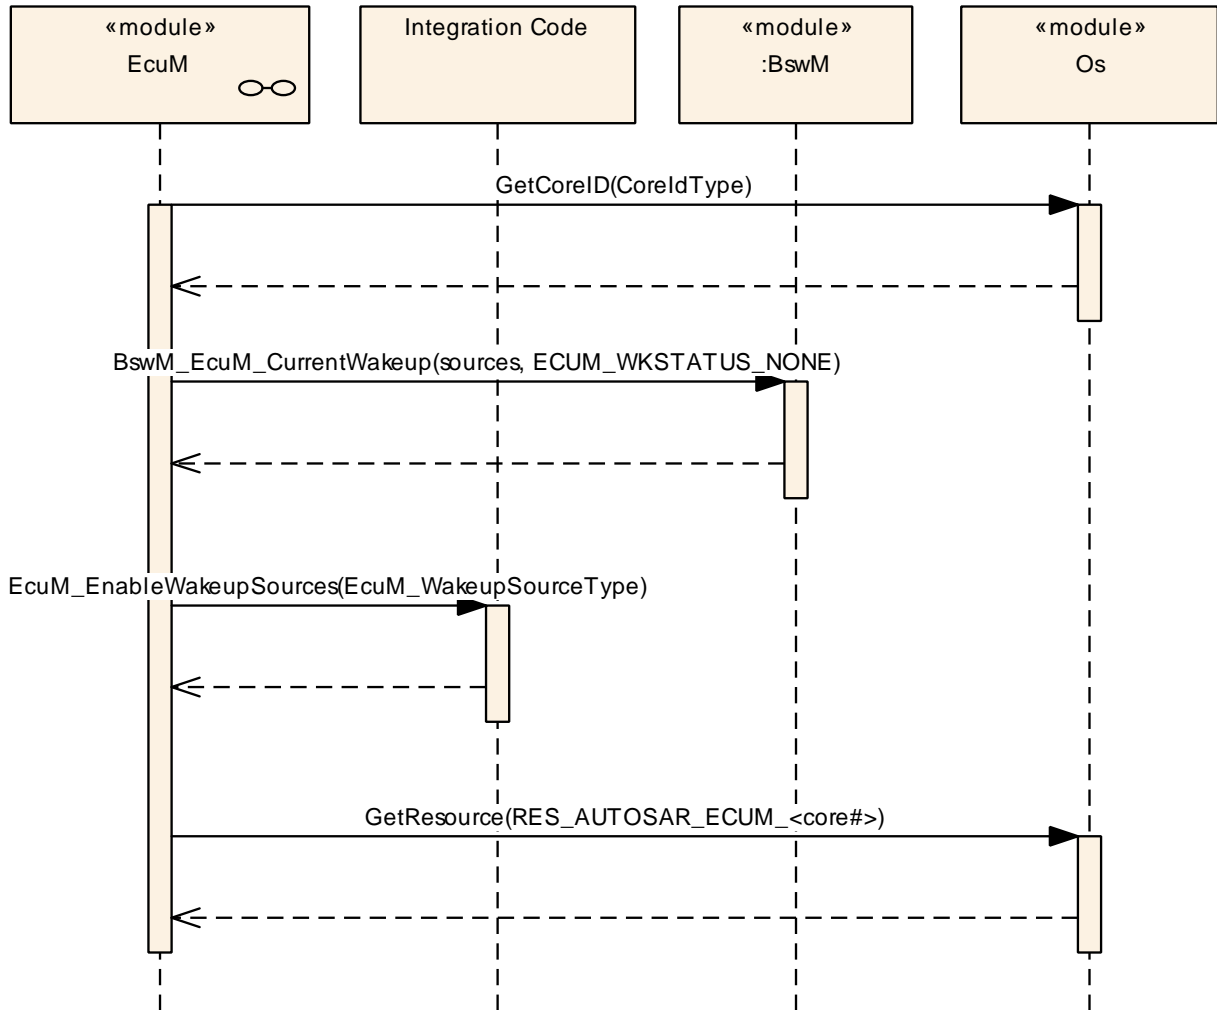 «module»
EcuM
Integration Code
«module»
:BswM
«module»
Os
GetCoreID(CoreIdType)
BswM_EcuM_CurrentWakeup(sources, ECUM_WKSTATUS_NONE)
EcuM_EnableWakeupSources(EcuM_WakeupSourceType)
GetResource(RES_AUTOSAR_ECUM_<core#>)